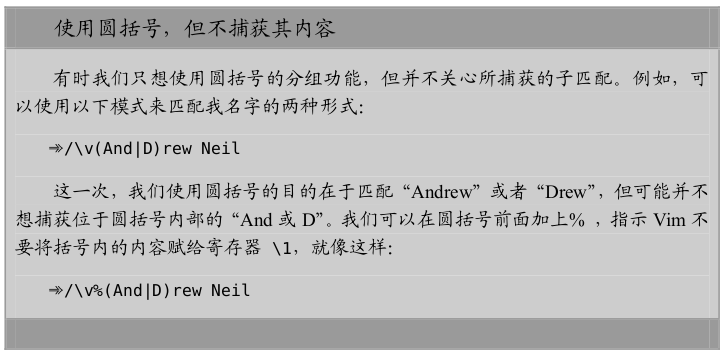 使用圆括号，但不捕获其内容
有时我们只想使用圆括号的分组功能，但并不关心所捕获的子匹配。例如，可
以使用以下模式来匹配我名字的两种形式：
➾/\v(And|D)rew Neil
这一次，我们使用圆括号的目的在于匹配“Andrew”或者“Drew”，但可能并不
想捕获位于圆括号内部的“And 或 D”。我们可以在圆括号前面加上% ，指示 Vim 不
要将括号内的内容赋给寄存器 \1，就像这样：
➾/\v%(And|D)rew Neil